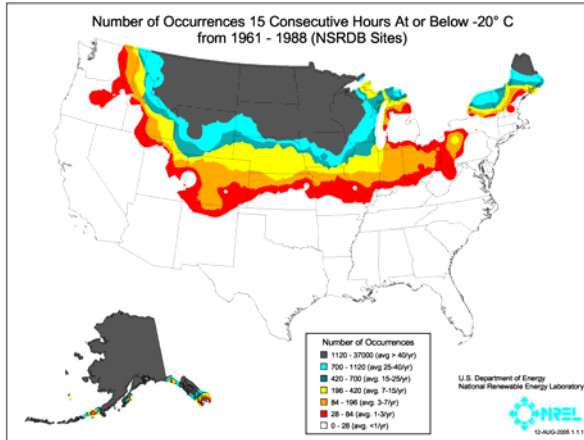 Number of Occurrences 15 Consecutive Hours At or Below -20° C
from 1961 - 1988 (NSRDB Sites)
Number of Occurrences
1120 - 37000 (avg > 40/yr)
700 - 1120 (avg 25-40/yr)
420 - 700 (avg. 15-25/yr)
196 - 420 (avg. 7-15/yr)
84 - 196 (avg. 3-7/yr)
28 - 84 (avg. 1-3/yr)
0 - 28 (avg. <1/yr)
U.S. Department of Energy
National Renewable Energy Laboratory
NREL
12-AUG-2005 1.1.1